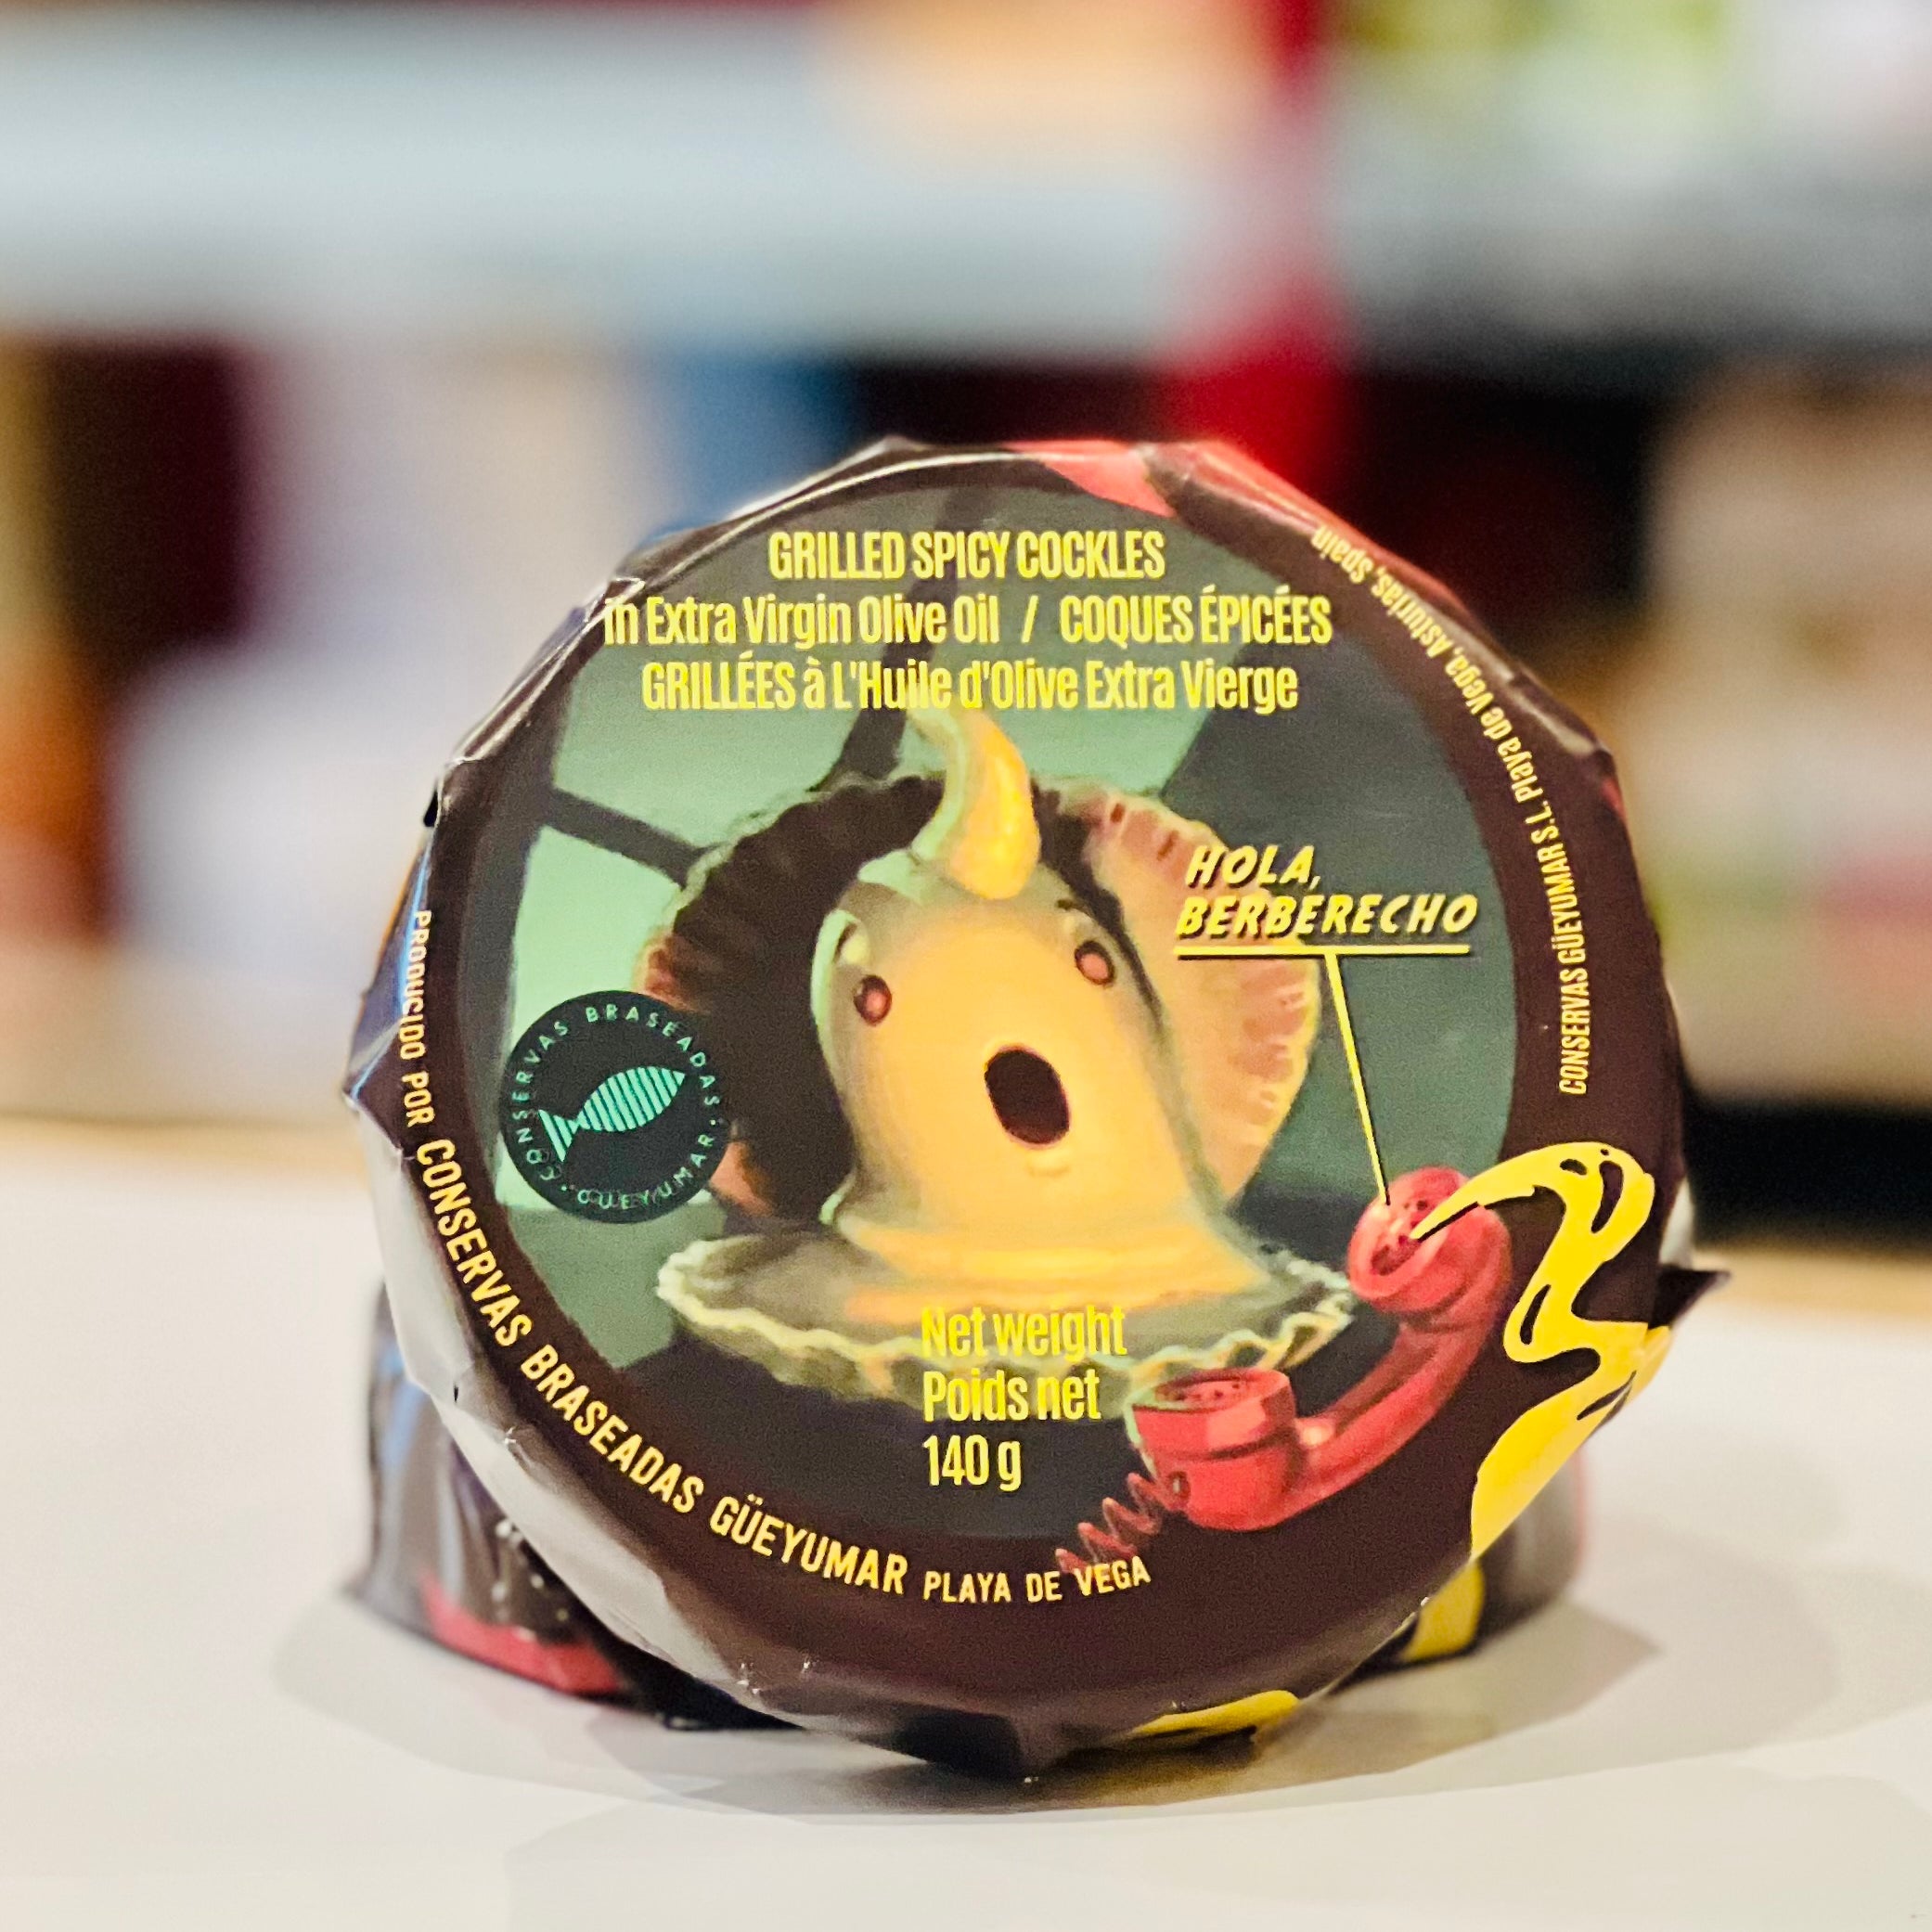 GRILLED SPICY COCKLES
in Extra Virgin Olive Oil / COQUES ÉPICÉES
GRILLÉES à L'Huile d'Olive Extra Vierge
HOLA,
BERBERECHO
CONSERVAS BRASEADAS · GÜEYUMAR ·
Net weight
Poids net
140 g
PRODUCIDO POR CONSERVAS BRASEADAS GÜEYUMAR PLAYA DE VEGA
CONSERVAS GÜEYUMAR S.L. Playa de Vega, Asturias, Spain